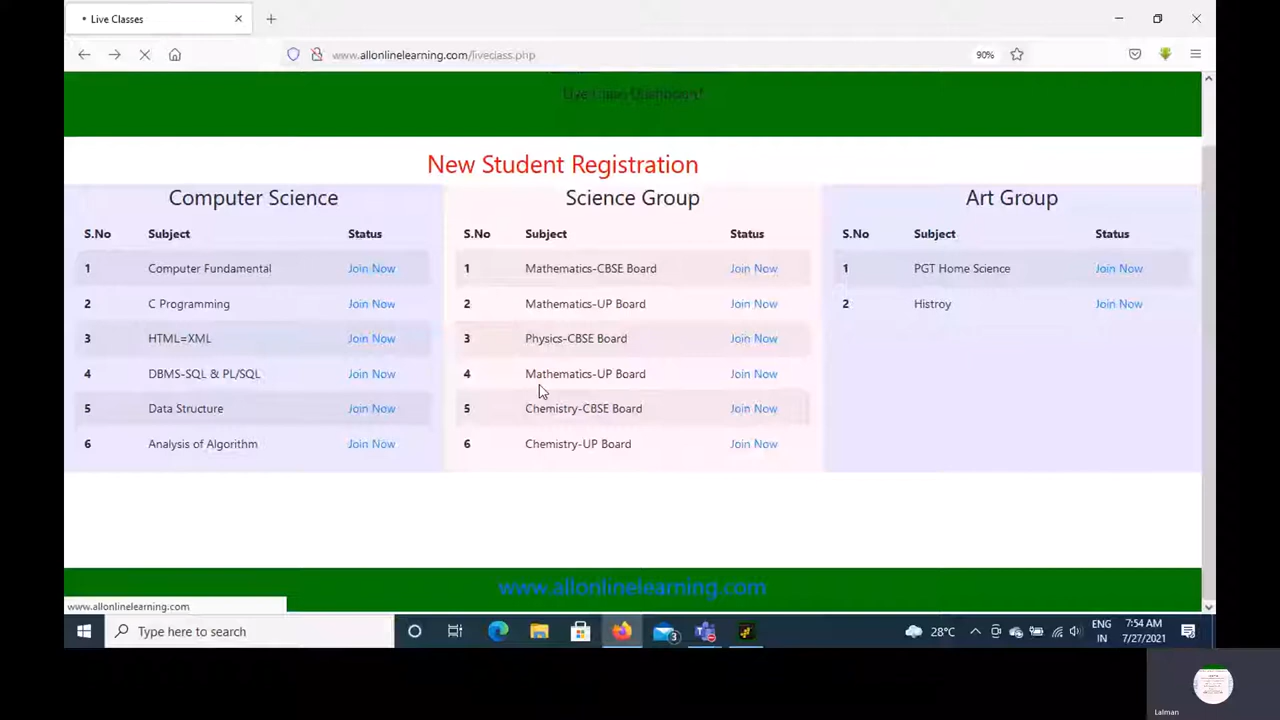 Live Classes
www.allonlinelearning.com/liveclass.php
90%
New Student Registration
Computer Science
S.No Subject Status
1 Computer Fundamental Join Now
2 C Programming Join Now
3 HTML=XML Join Now
4 DBMS-SQL & PL/SQL Join Now
5 Data Structure Join Now
6 Analysis of Algorithm Join Now
Science Group
S.No Subject Status
1 Mathematics-CBSE Board Join Now
2 Mathematics-UP Board Join Now
3 Physics-CBSE Board Join Now
4 Mathematics-UP Board Join Now
5 Chemistry-CBSE Board Join Now
6 Chemistry-UP Board Join Now
Art Group
S.No Subject Status
1 PGT Home Science Join Now
2 Histroy Join Now
www.allonlinelearning.com
www.allonlinelearning.com
Type here to search
3
28°C
ENG
IN
7:54 AM
7/27/2021
Lalman